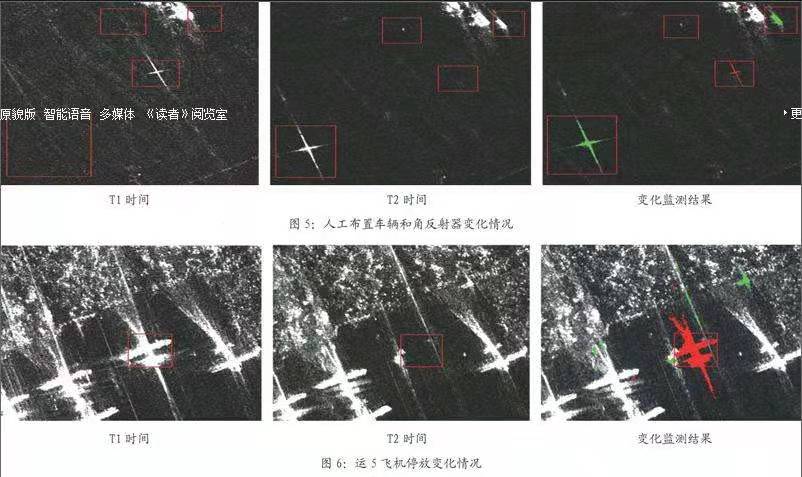 原貌版 智能语音 多媒体 《读者》阅览室
更
T1 时间
T2 时间
变化监测结果
图 5：人工布置车辆和角反射器变化情况
T1 时间
T2 时间
变化监测结果
图 6：运 5 飞机停放变化情况